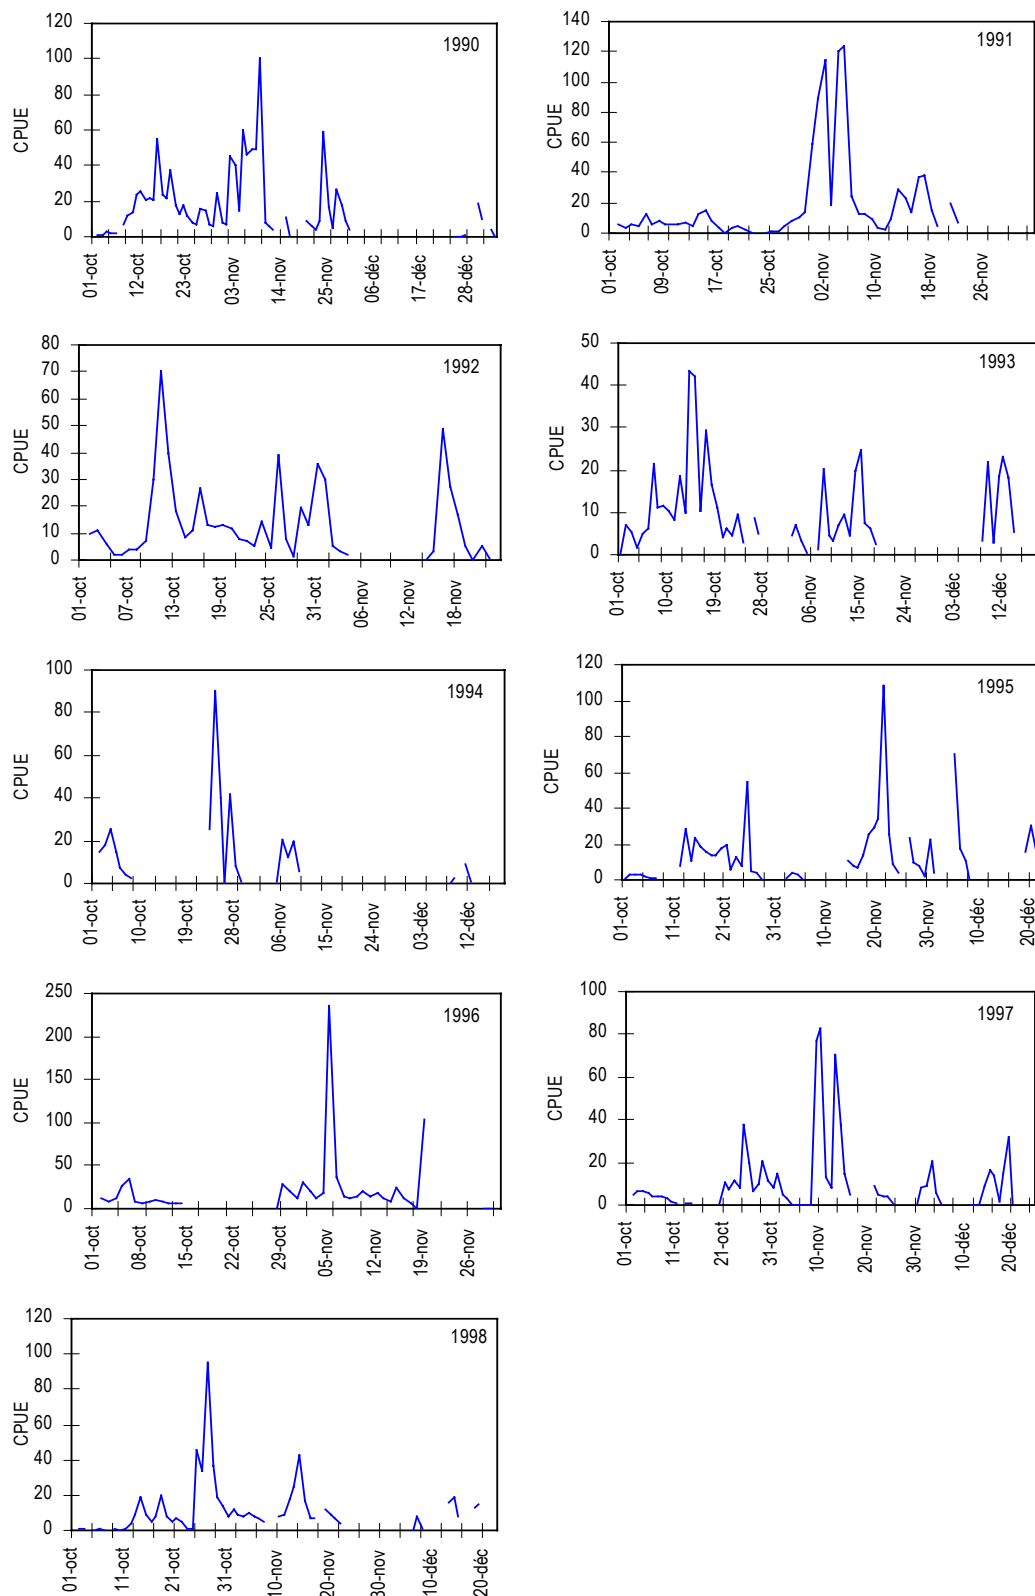 1990
CPUE
120
100
80
60
40
20
0
01-oct
12-oct
23-oct
03-nov
14-nov
25-nov
06-déc
17-déc
28-déc
1991
CPUE
140
120
100
80
60
40
20
0
01-oct
09-oct
17-oct
25-oct
02-nov
10-nov
18-nov
26-nov
1992
CPUE
80
70
60
50
40
30
20
10
0
01-oct
07-oct
13-oct
19-oct
25-oct
31-oct
06-nov
12-nov
18-nov
1993
CPUE
50
40
30
20
10
0
01-oct
10-oct
19-oct
28-oct
06-nov
15-nov
24-nov
03-déc
12-déc
1994
CPUE
100
80
60
40
20
0
01-oct
10-oct
19-oct
28-oct
06-nov
15-nov
24-nov
03-déc
12-déc
1995
CPUE
120
100
80
60
40
20
0
01-oct
11-oct
21-oct
31-oct
10-nov
20-nov
30-nov
10-déc
20-déc
1996
CPUE
250
200
150
100
50
0
01-oct
08-oct
15-oct
22-oct
29-oct
05-nov
12-nov
19-nov
26-nov
1997
CPUE
100
80
60
40
20
0
01-oct
11-oct
21-oct
31-oct
10-nov
20-nov
30-nov
10-déc
20-déc
1998
CPUE
120
100
80
60
40
20
0
01-oct
11-oct
21-oct
31-oct
10-nov
20-nov
30-nov
10-déc
20-déc